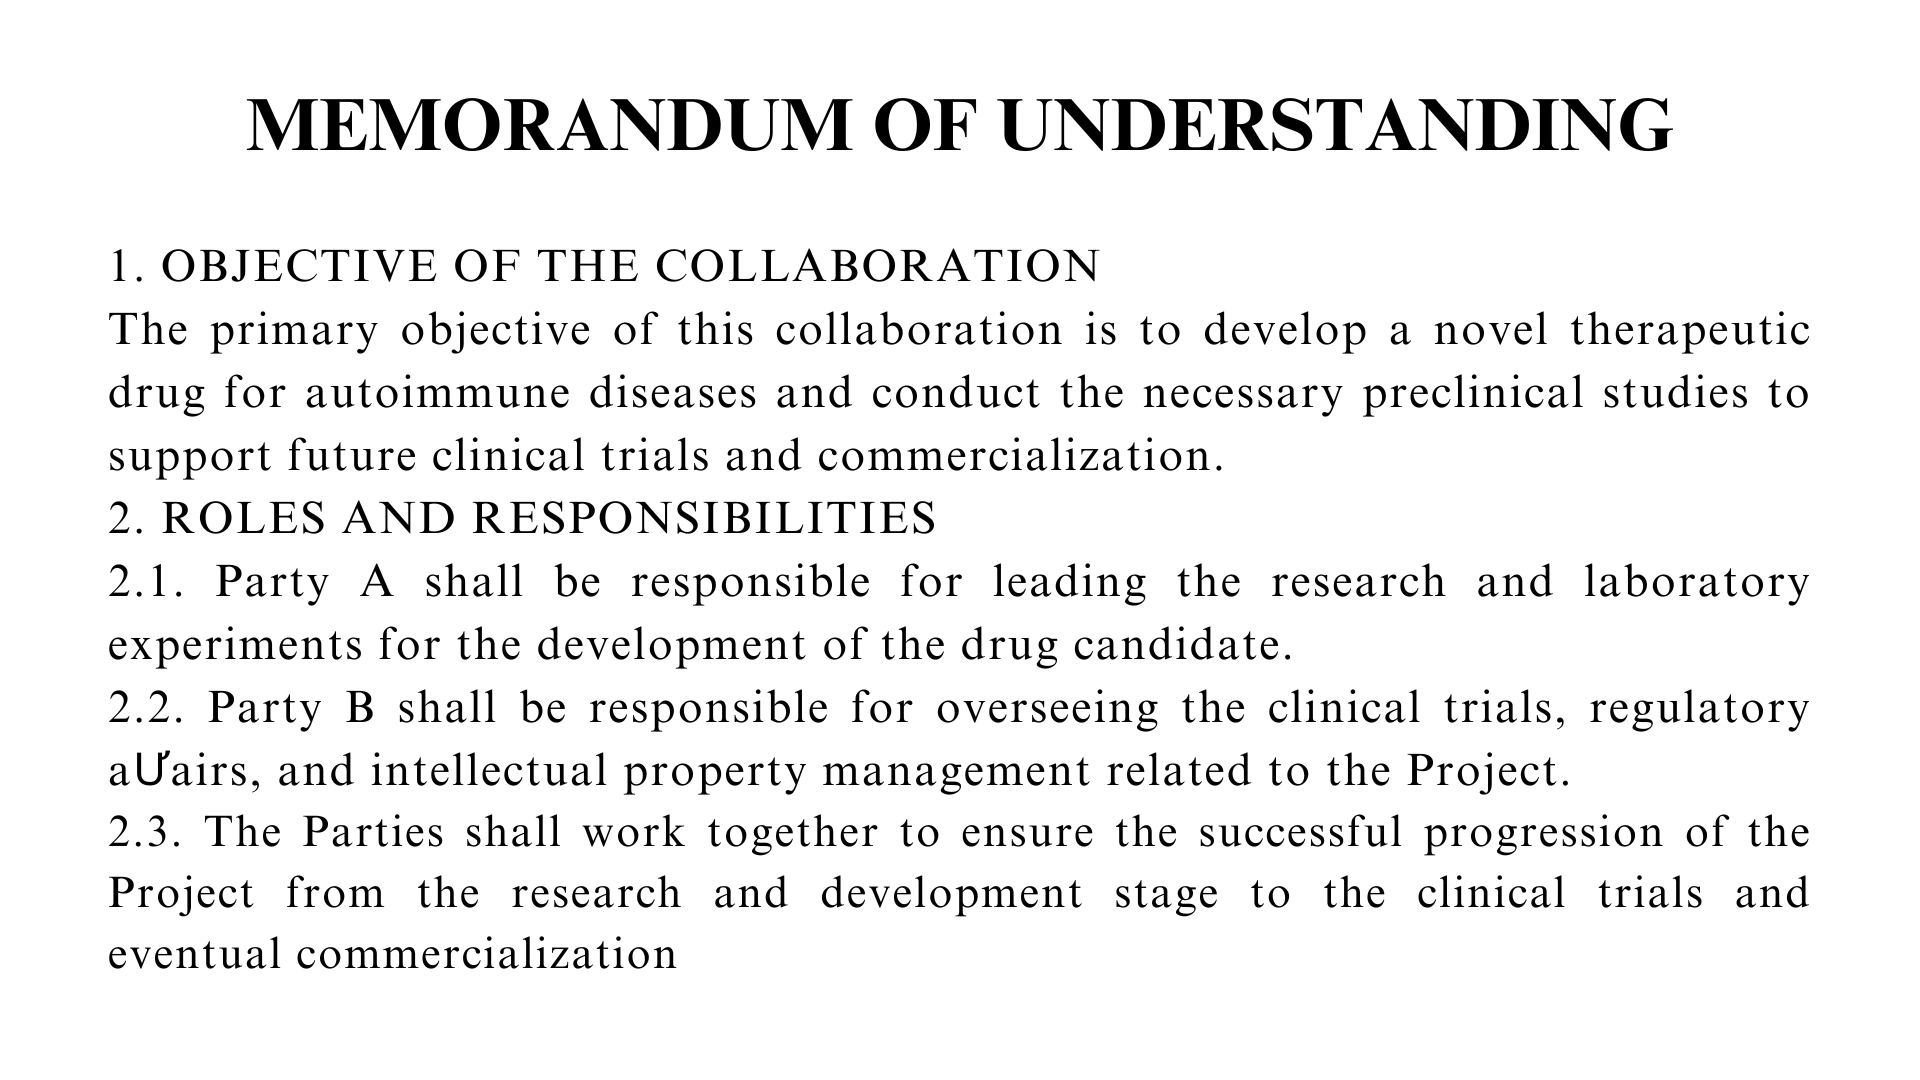 MEMORANDUM OF UNDERSTANDING
1. OBJECTIVE OF THE COLLABORATION
The primary objective of this collaboration is to develop a novel therapeutic
drug for autoimmune diseases and conduct the necessary preclinical studies to
support future clinical trials and commercialization.
2. ROLES AND RESPONSIBILITIES
2.1. Party A shall be responsible for leading the research and laboratory
experiments for the development of the drug candidate.
2.2. Party B shall be responsible for overseeing the clinical trials, regulatory
aƯairs, and intellectual property management related to the Project.
2.3. The Parties shall work together to ensure the successful progression of the
Project from the research and development stage to the clinical trials and
eventual commercialization